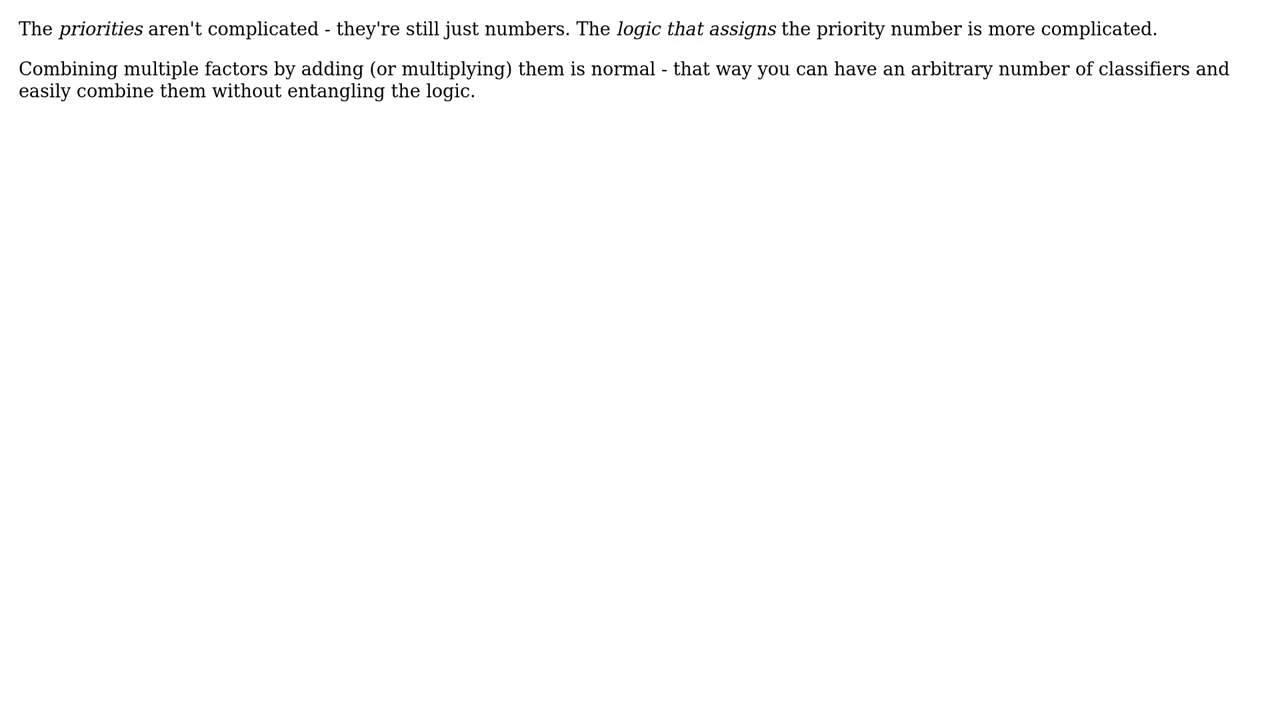 The priorities aren't complicated - they're still just numbers. The logic that assigns the priority number is more complicated.
Combining multiple factors by adding (or multiplying) them is normal - that way you can have an arbitrary number of classifiers and
easily combine them without entangling the logic.